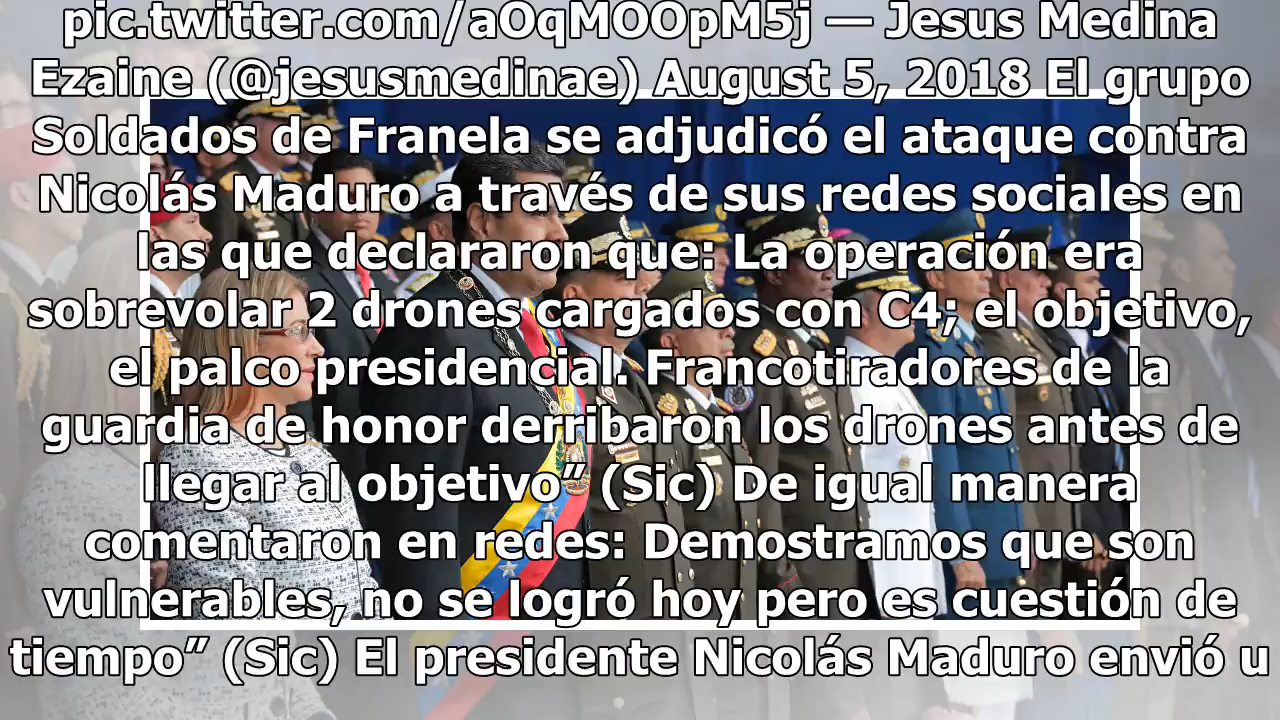 pic.twitter.com/aOqMOOpM5j — Jesus Medina
Ezaine (@jesusmedinae) August 5, 2018 El grupo
Soldados de Franela se adjudicó el ataque contra
Nicolás Maduro a través de sus redes sociales en
las que declararon que: La operación era
sobrevolar 2 drones cargados con C4; el objetivo,
el palco presidencial. Francotiradores de la
guardia de honor derribaron los drones antes de
llegar al objetivo” (Sic) De igual manera
comentaron en redes: Demostramos que son
vulnerables, no se logró hoy pero es cuestión de
tiempo” (Sic) El presidente Nicolás Maduro envió u